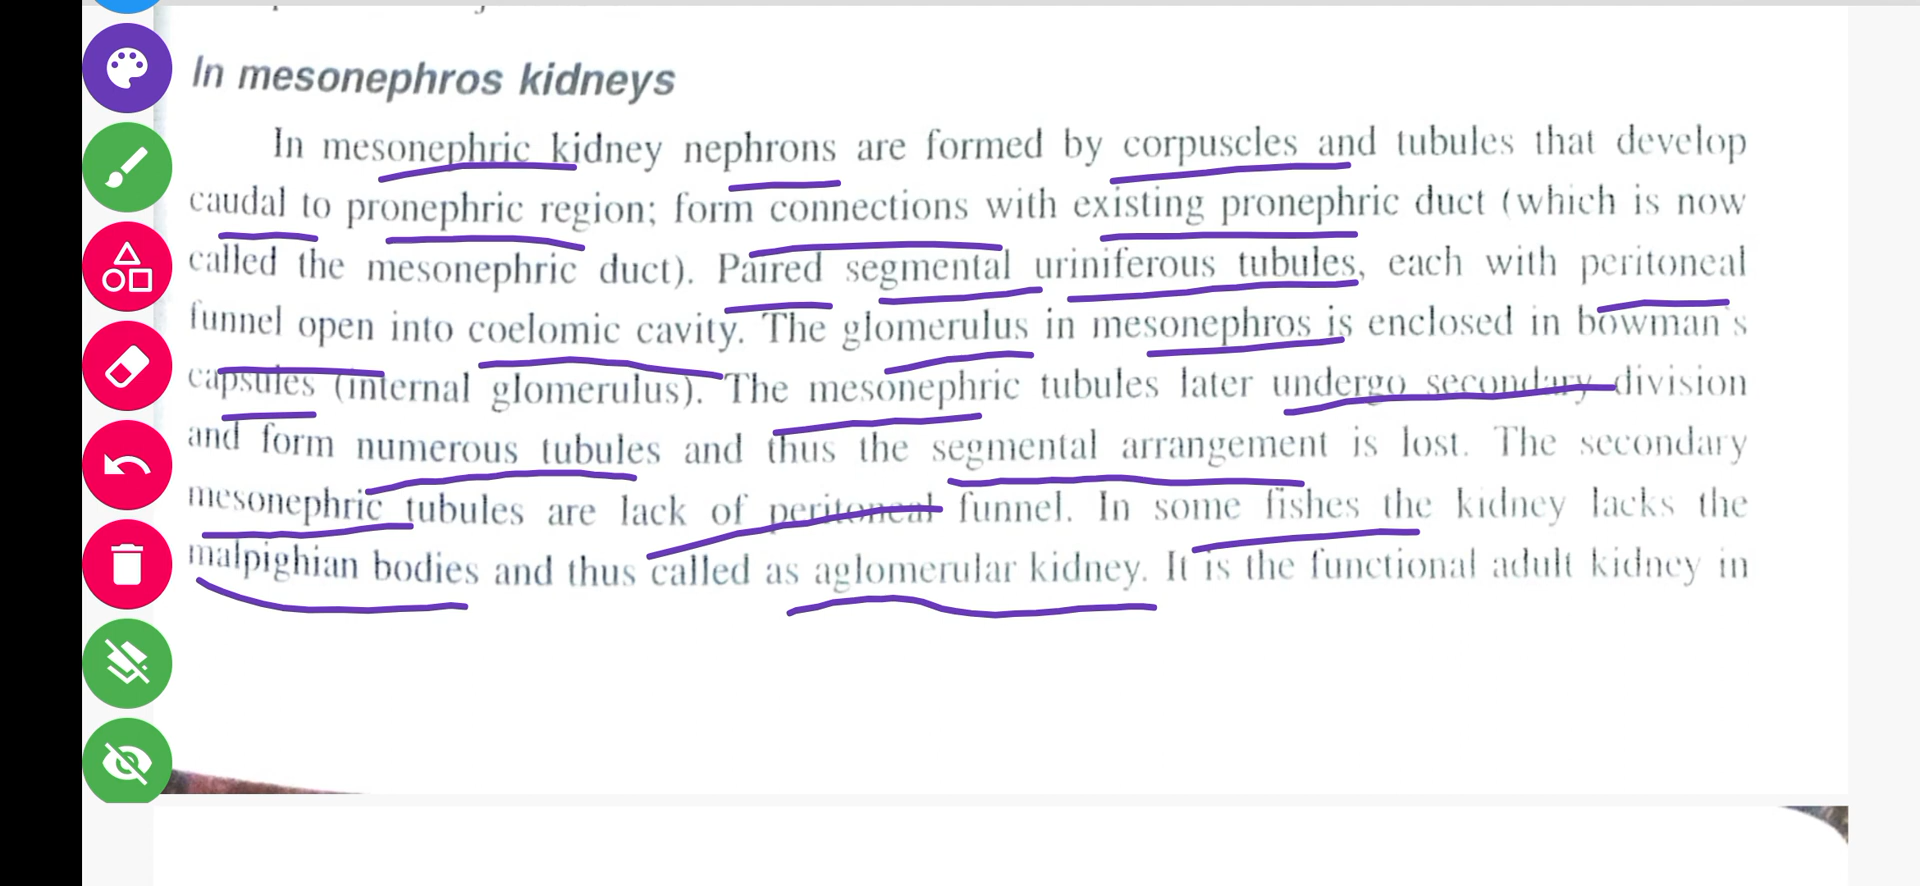 In mesonephros kidneys
In mesonephric kidney nephrons are formed by corpuscles and tubules that develop
caudal to pronephric region; form connections with existing pronephric duct (which is now
called the mesonephric duct). Paired segmental uriniferous tubules, each with peritoneal
funnel open into coelomic cavity. The glomerulus in mesonephros is enclosed in bowman's
capsules (internal glomerulus). The mesonephric tubules later undergo secondary division
and form numerous tubules and thus the segmental arrangement is lost. The secondary
mesonephric tubules are lack of peritoneal funnel. In some fishes the kidney lacks the
malpighian bodies and thus called as aglomerular kidney. It is the functional adult kidney in